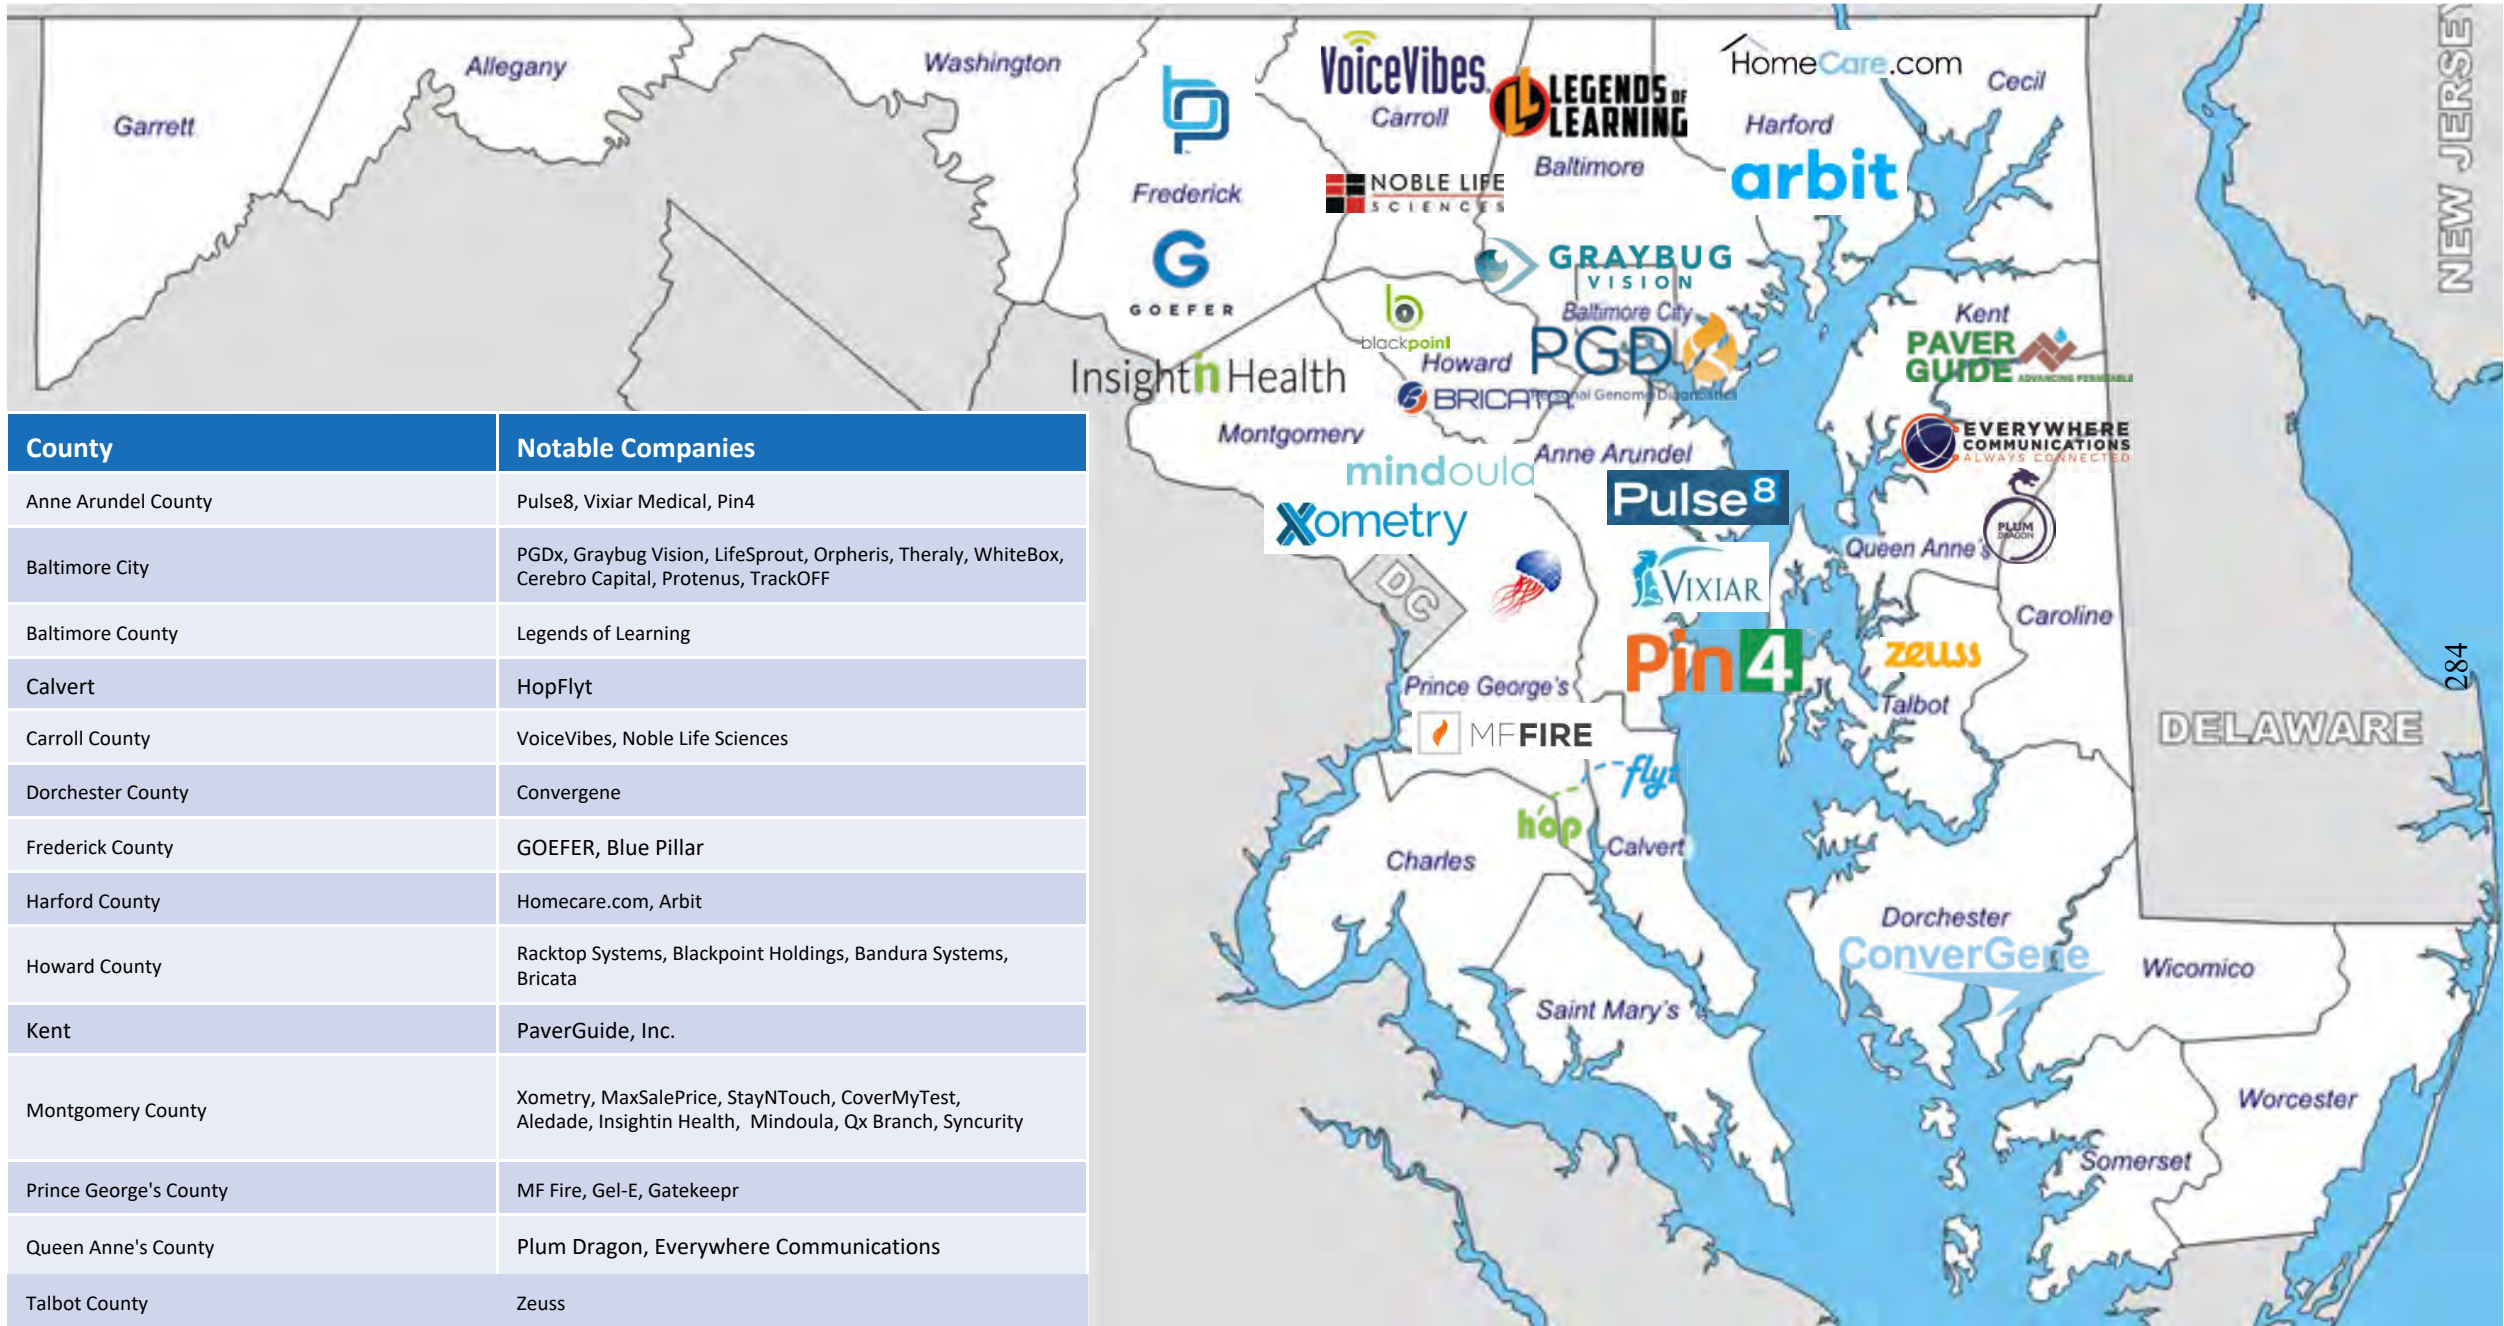 Garrett
Allegany
Washington
Frederick
GOEFER
VoiceVibes
Carroll
NOBLE LIFE
SCIENCES
LEGENDS OF
LEARNING
Baltimore
HomeCare.com
Harford
arbit
Cecil
NEW JERSEY
GRAYBUG
VISION
Baltimore City
PGD
Personal Genome Diagnostics
blackpoint
Howard
BRICATA
Insightin Health
Montgomery
mindoula
Xometry
Kent
PAVER
GUIDE ADVANCING PERMEABLE
EVERYWHERE
COMMUNICATIONS
ALWAYS CONNECTED
PLUM
DRAGON
Queen Anne's
Anne Arundel
Pulse8
VIXIAR
Pin4
DC
Prince George's
MFFIRE
zeuss
Talbot
Caroline
DELAWARE
284
flyt
hop
Calvert
Charles
Saint Mary's
Dorchester
ConverGene
Wicomico
Worcester
Somerset
County Notable Companies
Anne Arundel County Pulse8, Vixiar Medical, Pin4
Baltimore City PGDx, Graybug Vision, LifeSprout, Orpheris, Theraly, WhiteBox,
Cerebro Capital, Protenus, TrackOFF
Baltimore County Legends of Learning
Calvert HopFlyt
Carroll County VoiceVibes, Noble Life Sciences
Dorchester County Convergene
Frederick County GOEFER, Blue Pillar
Harford County Homecare.com, Arbit
Howard County Racktop Systems, Blackpoint Holdings, Bandura Systems,
Bricata
Kent PaverGuide, Inc.
Montgomery County Xometry, MaxSalePrice, StayNTouch, CoverMyTest,
Aledade, Insightin Health, Mindoula, Qx Branch, Syncurity
Prince George's County MF Fire, Gel-E, Gatekeepr
Queen Anne's County Plum Dragon, Everywhere Communications
Talbot County Zeuss